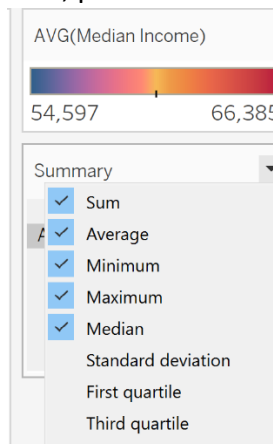 AVG(Median Income)
54,597 66,385
Summary
Sum
Average
Minimum
Maximum
Median
Standard deviation
First quartile
Third quartile